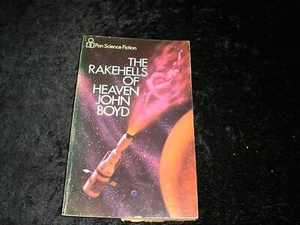 Pan Science Fiction
THE
RAKEHELLS
OF
HEAVEN
JOHN
BOYD